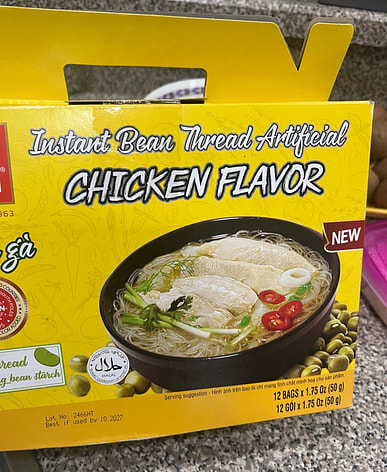 Instant Bean Thread Artificial
CHICKEN FLAVOR
963
gà
NEW
read
bean starch
HALAL
Serving suggestion - Hình ảnh trên bao bì chỉ mang tính chất minh họa cho sản phẩm.
12 BAGS x 1.75 Oz (50 g)
12 GÓI x 1.75 Oz (50 g)
Lot No: 2466HT
Best if used by:10.2027